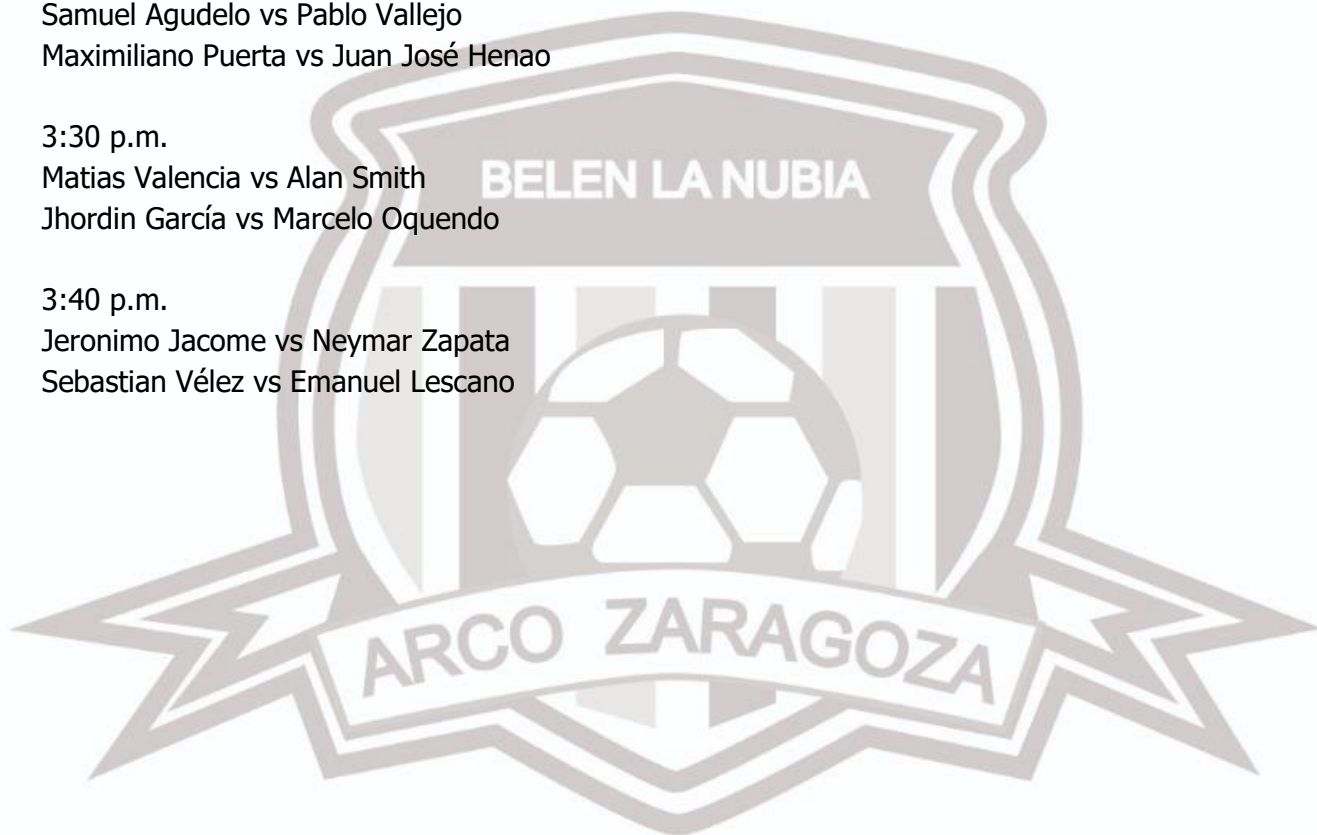 Samuel Agudelo vs Pablo Vallejo
Maximiliano Puerta vs Juan José Henao
3:30 p.m.
Matias Valencia vs Alan Smith
Jhordin García vs Marcelo Oquendo
3:40 p.m.
Jeronimo Jacome vs Neymar Zapata
Sebastian Vélez vs Emanuel Lescano
BELEN LA NUBIA
ARCO ZARAGOZA